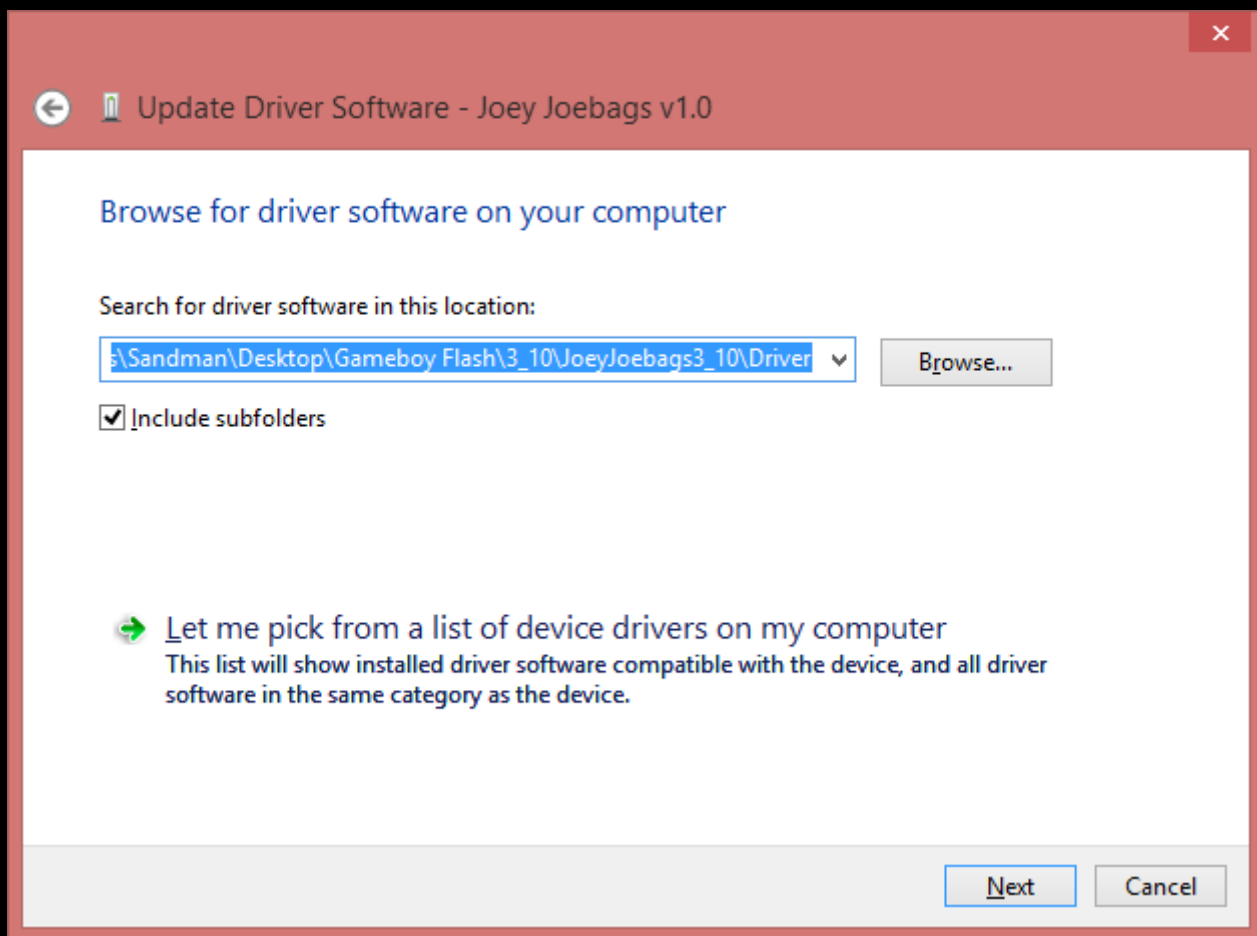 Update Driver Software - Joey Joebags v1.0
Browse for driver software on your computer
Search for driver software in this location:
s\Sandman\Desktop\Gameboy Flash\3_10\JoeyJoebags3_10\Driver
Browse...
Include subfolders
Let me pick from a list of device drivers on my computer
This list will show installed driver software compatible with the device, and all driver
software in the same category as the device.
Next
Cancel